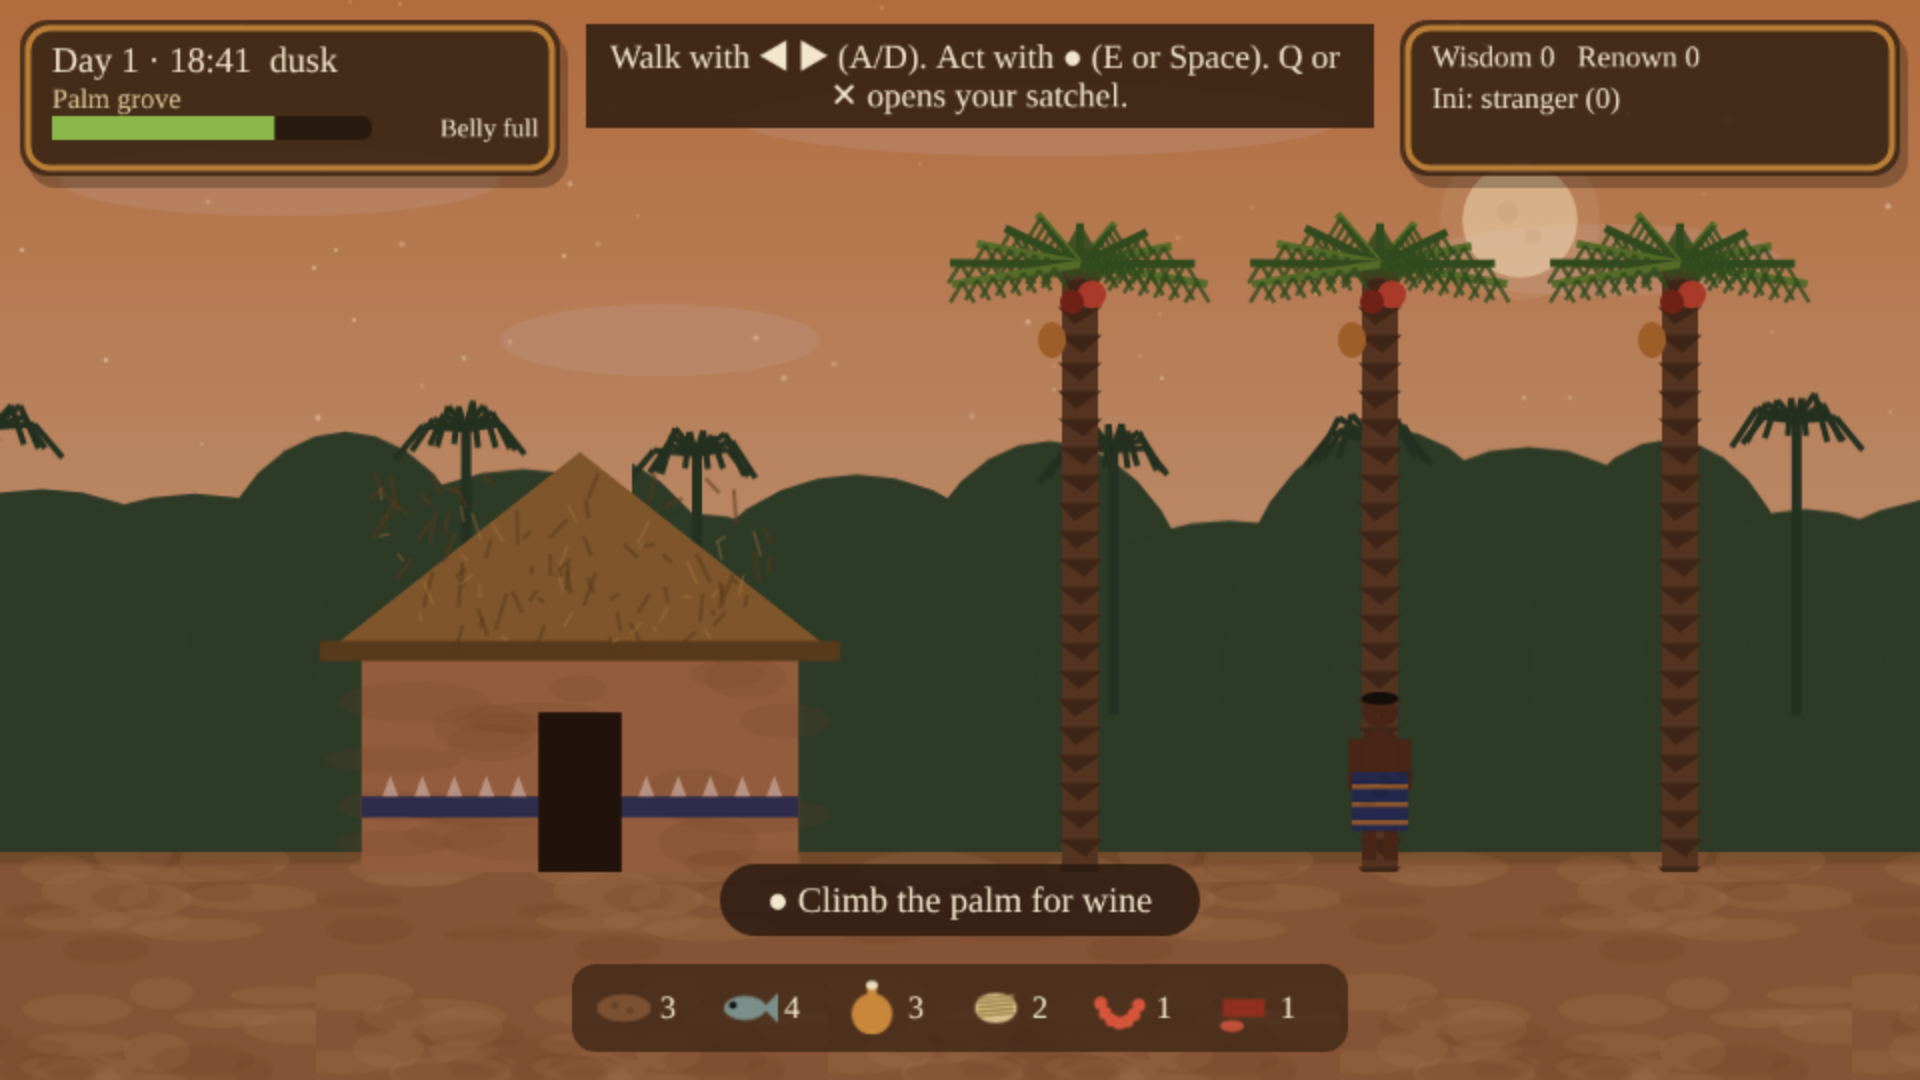 Day 1 · 18:41 dusk
Palm grove
Belly full
Walk with ◀ ▶ (A/D). Act with ● (E or Space). Q or
✕ opens your satchel.
Wisdom 0 Renown 0
Ini: stranger (0)
● Climb the palm for wine
3 4 3 2 1 1